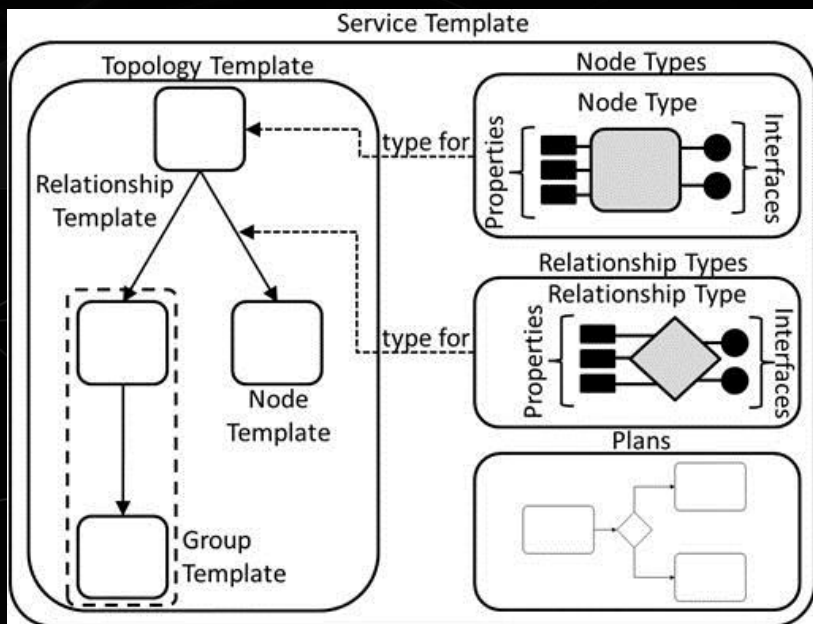 Service Template
Topology Template
Relationship
Template
Node
Template
Group
Template
type for
type for
Node Types
Node Type
Properties
Interfaces
Relationship Types
Relationship Type
Properties
Interfaces
Plans